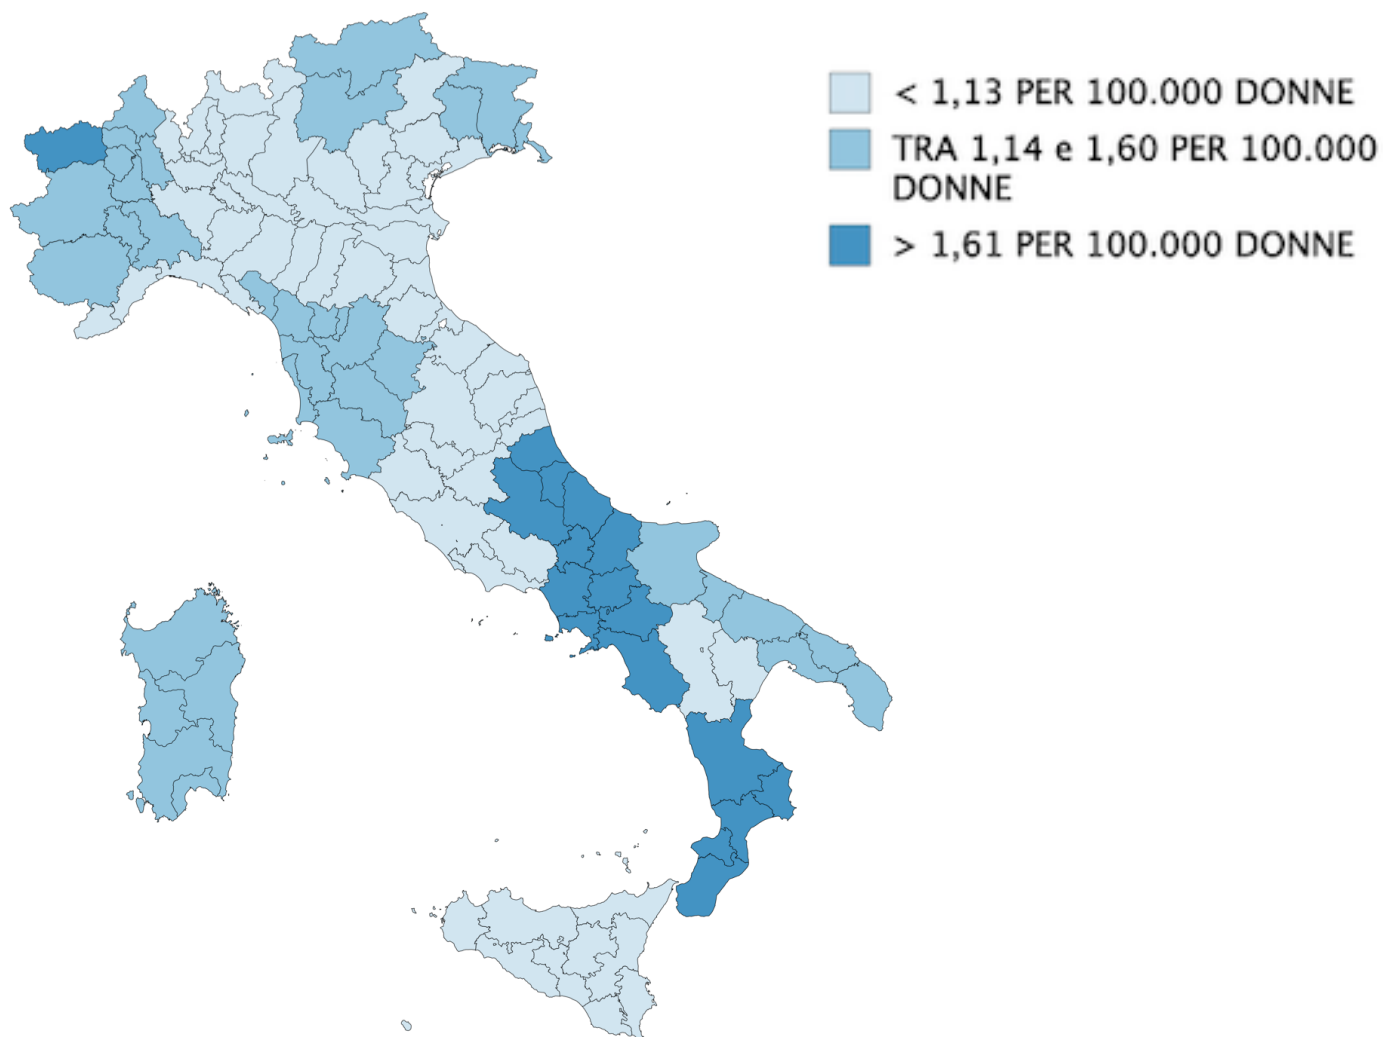 < 1,13 PER 100.000 DONNE
TRA 1,14 e 1,60 PER 100.000
DONNE
> 1,61 PER 100.000 DONNE